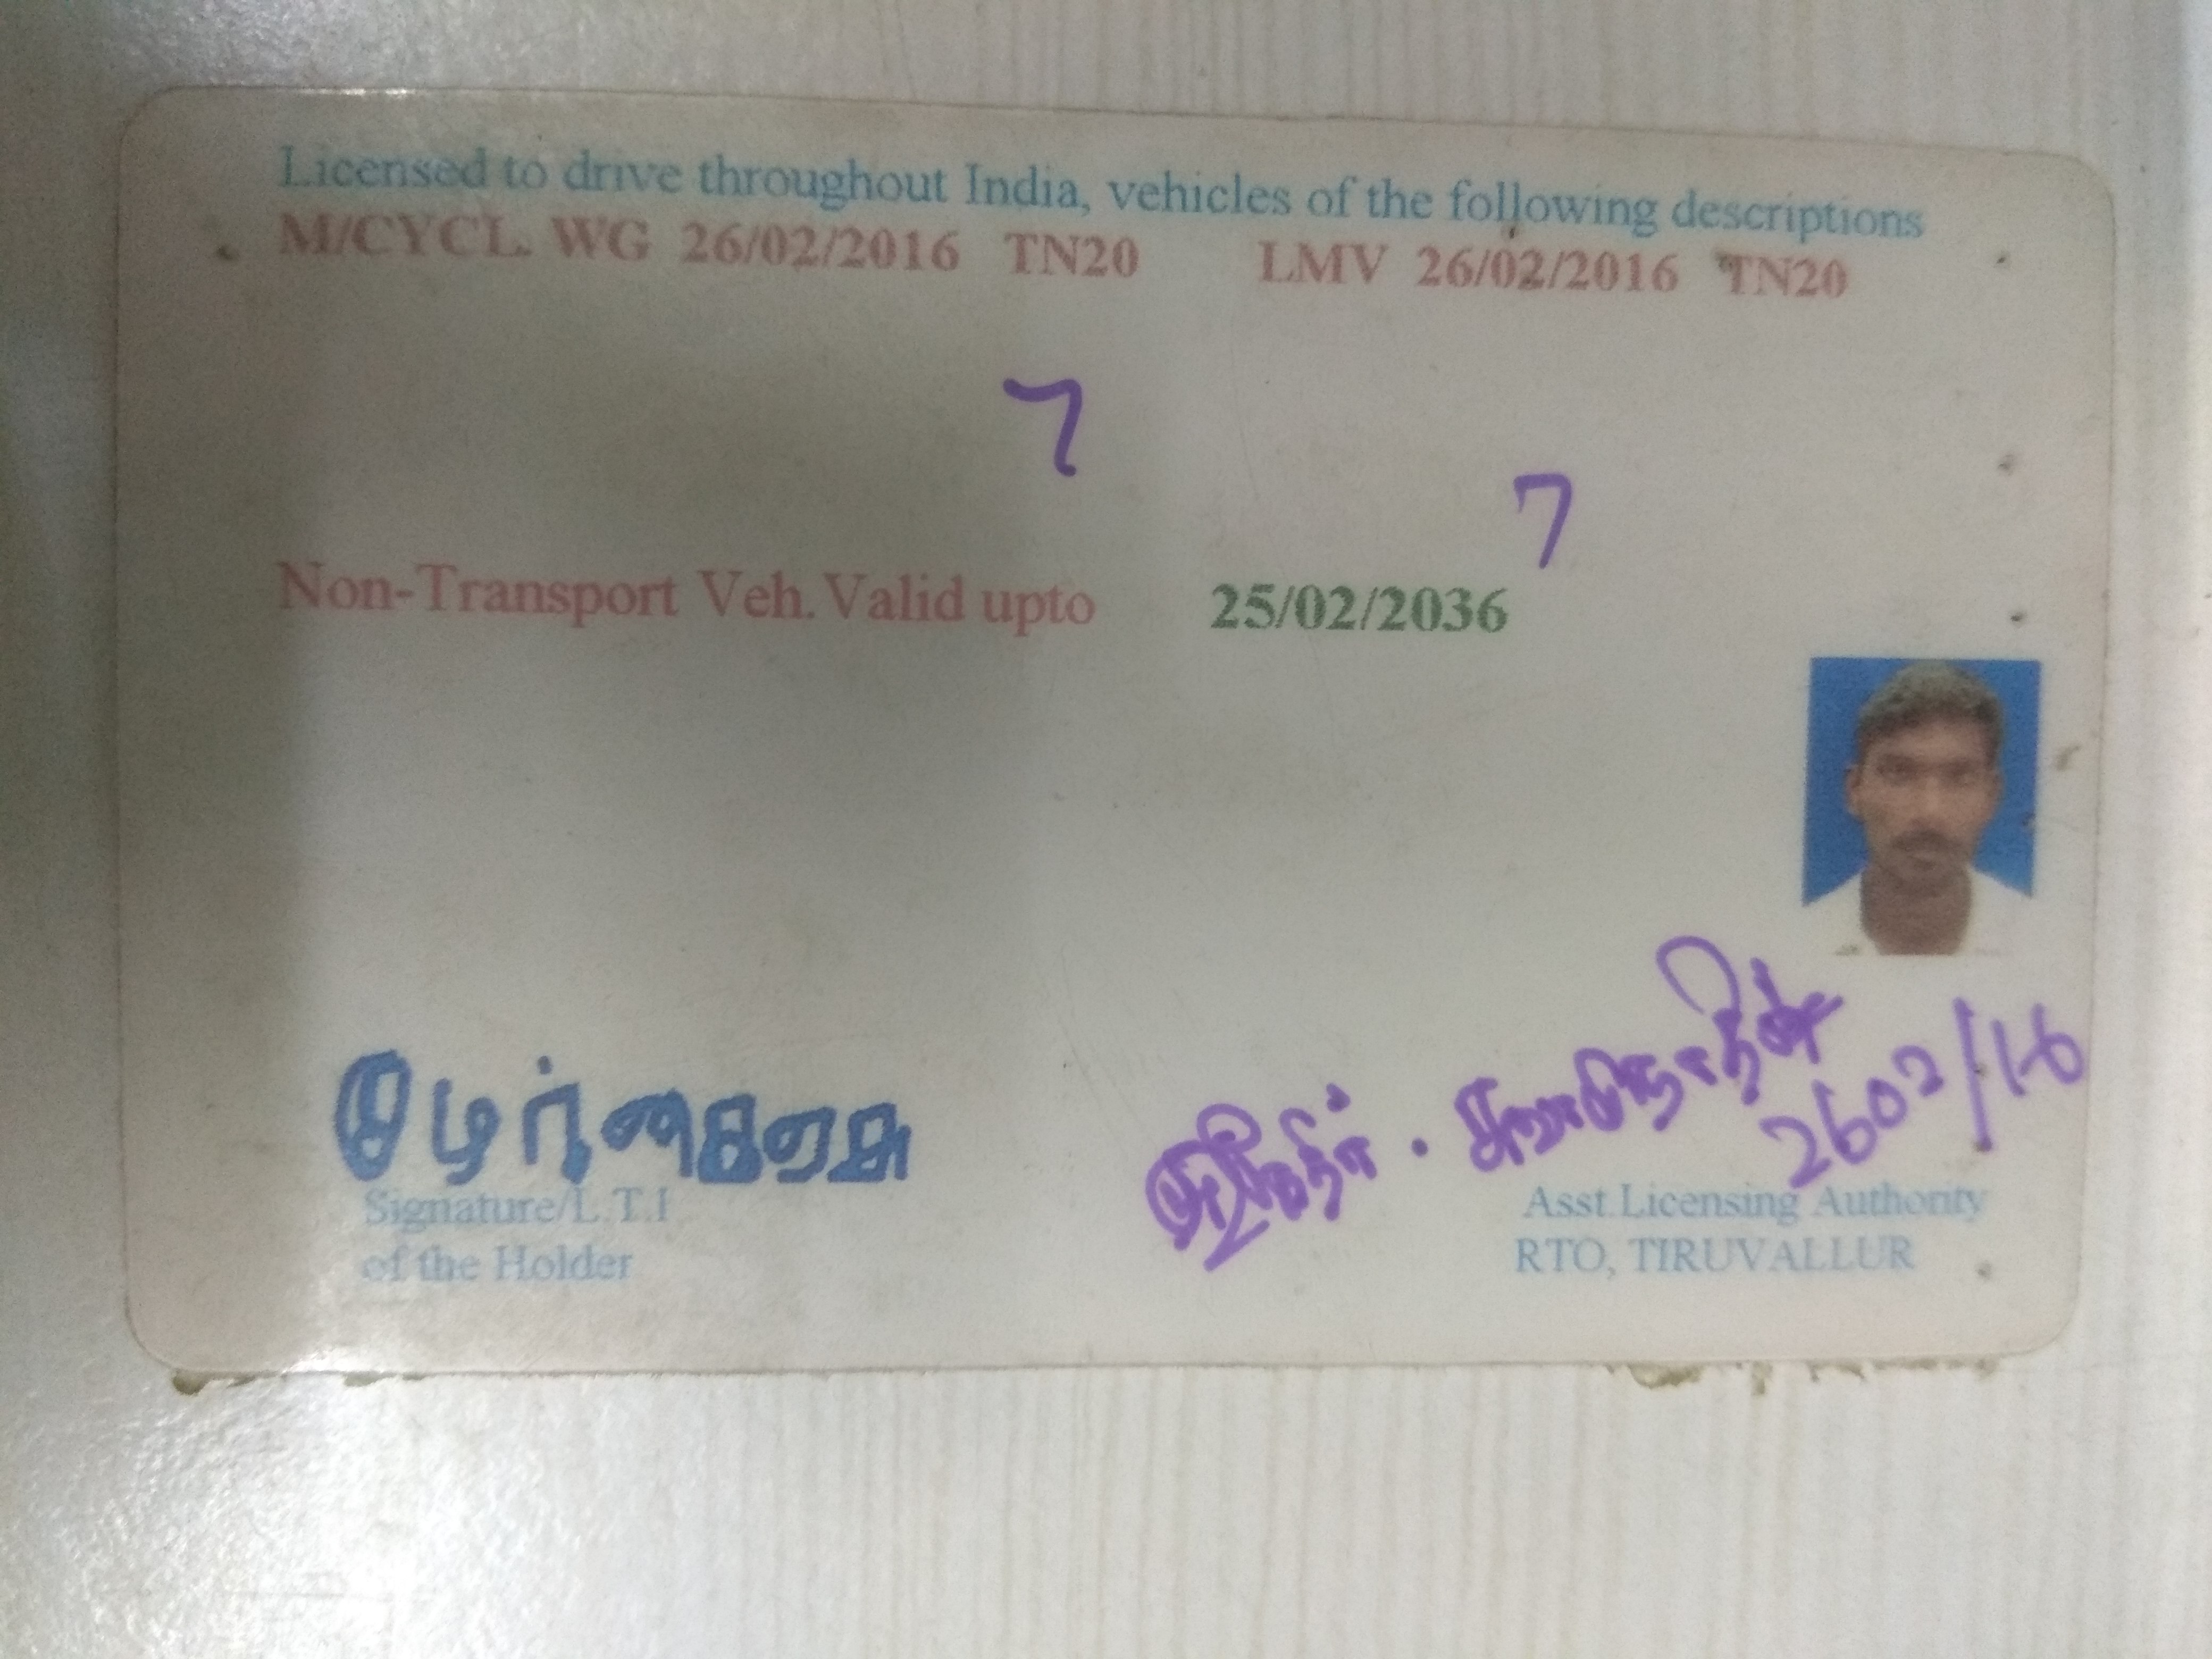 Licensed to drive throughout India, vehicles of the following descriptions
M/CYCL. WG 26/02/2016 TN20 LMV 26/02/2016 TN20
7
7
Non-Transport Veh. Valid upto 25/02/2036
Signature/L.T.I
of the Holder
Asst.Licensing Authority
RTO, TIRUVALLUR